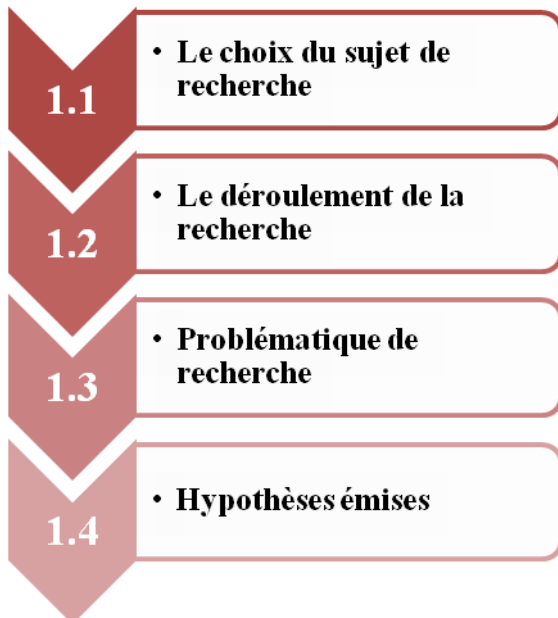 1.1
• Le choix du sujet de
recherche
1.2
• Le déroulement de la
recherche
1.3
• Problématique de
recherche
1.4
• Hypothèses émises